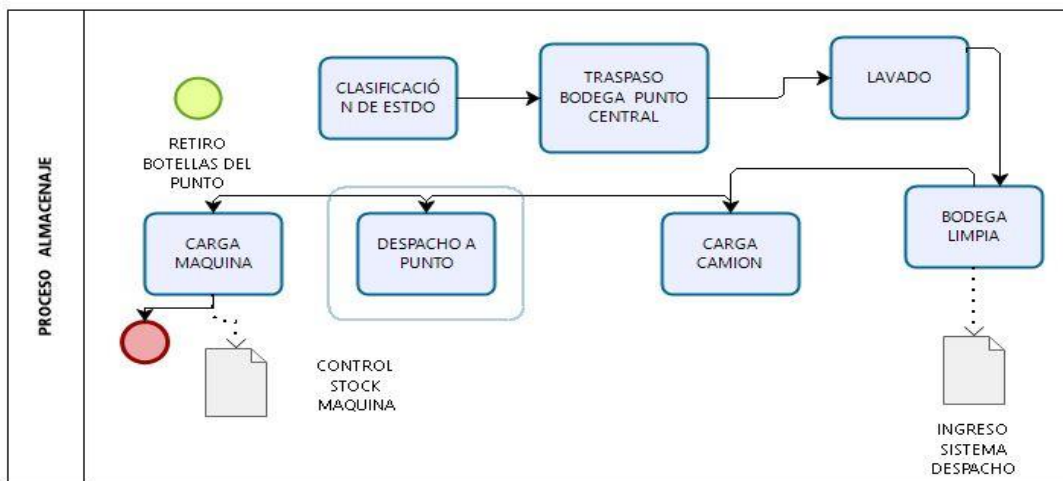 PROCESO ALMACENAJE
RETIRO
BOTELLAS DEL
PUNTO
CLASIFICACIÓ
N DE ESTDO
TRASPASO
BODEGA PUNTO
CENTRAL
LAVADO
CARGA
MAQUINA
DESPACHO A
PUNTO
CARGA
CAMION
BODEGA
LIMPIA
CONTROL
STOCK
MAQUINA
INGRESO
SISTEMA
DESPACHO